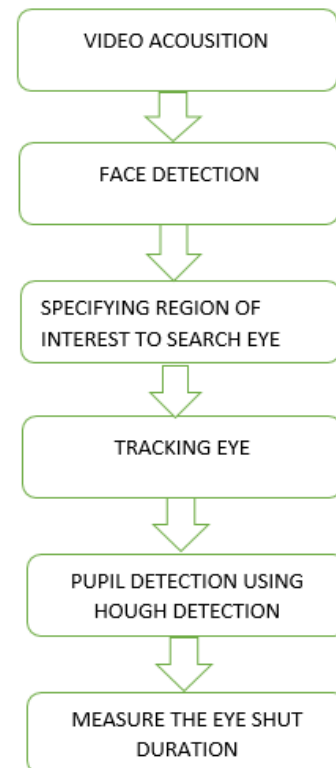 VIDEO ACOUSITION
FACE DETECTION
SPECIFYING REGION OF
INTEREST TO SEARCH EYE
TRACKING EYE
PUPIL DETECTION USING
HOUGH DETECTION
MEASURE THE EYE SHUT
DURATION